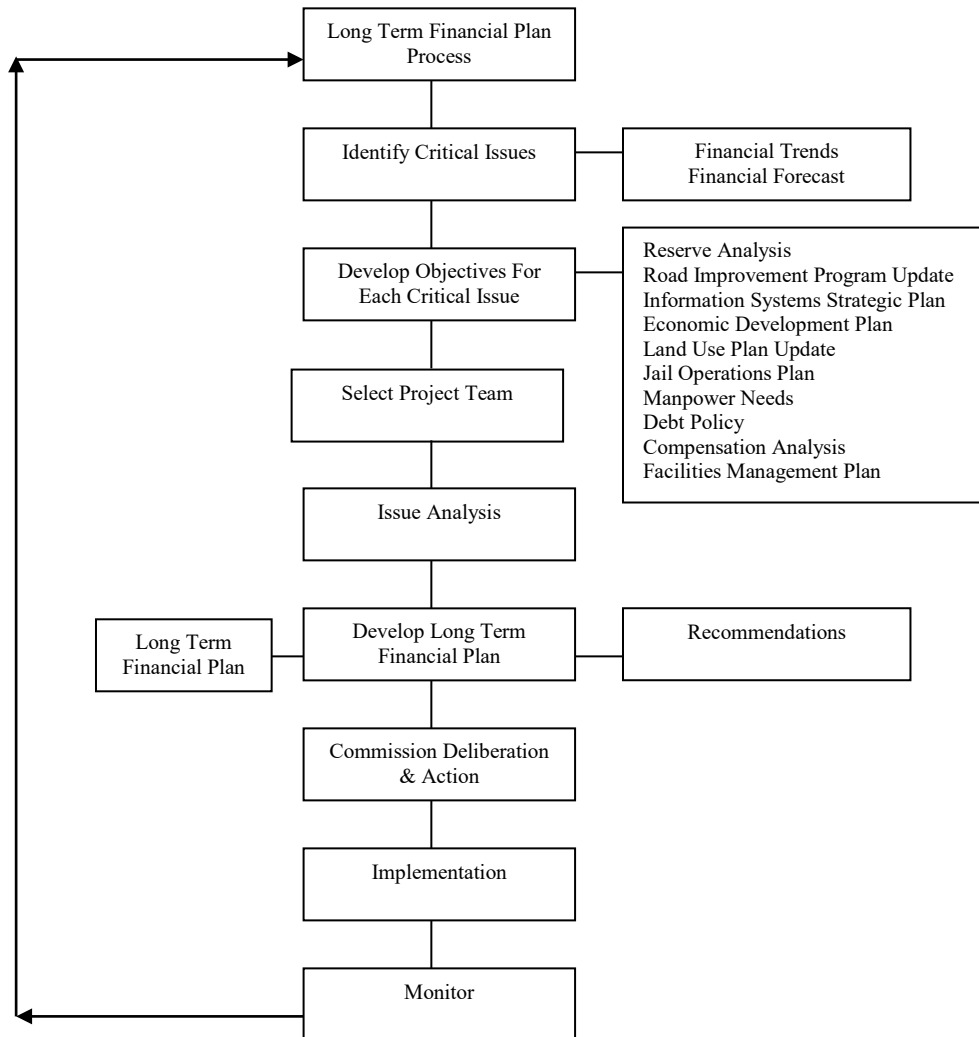 Long Term Financial Plan
Process
Identify Critical Issues
Financial Trends
Financial Forecast
Develop Objectives For
Each Critical Issue
Reserve Analysis
Road Improvement Program Update
Information Systems Strategic Plan
Economic Development Plan
Land Use Plan Update
Jail Operations Plan
Manpower Needs
Debt Policy
Compensation Analysis
Facilities Management Plan
Select Project Team
Issue Analysis
Long Term
Financial Plan
Develop Long Term
Financial Plan
Recommendations
Commission Deliberation
& Action
Implementation
Monitor